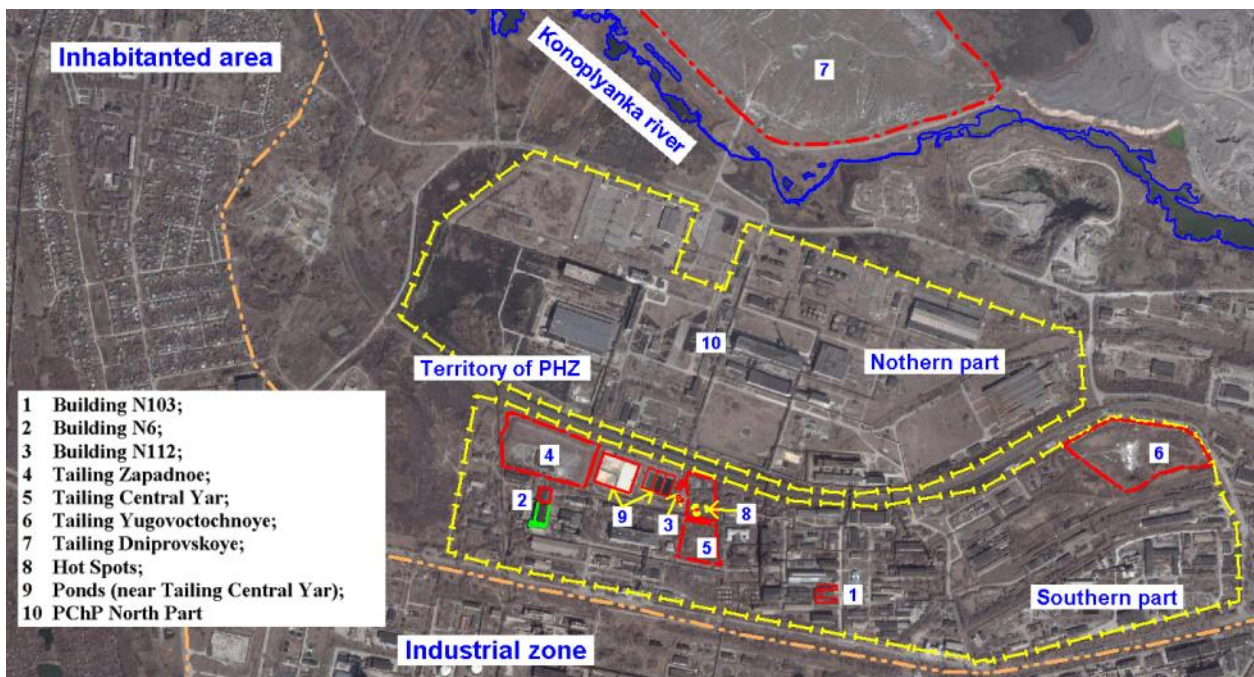 Inhabitanted area
Konoplyanka river
7
10
Nothern part
Territory of PHZ
4
6
2
9
3
8
5
1
Southern part
Industrial zone
1 Building N103;
2 Building N6;
3 Building N112;
4 Tailing Zapadnoe;
5 Tailing Central Yar;
6 Tailing Yugovoctochnoye;
7 Tailing Dniprovskoye;
8 Hot Spots;
9 Ponds (near Tailing Central Yar);
10 PChP North Part